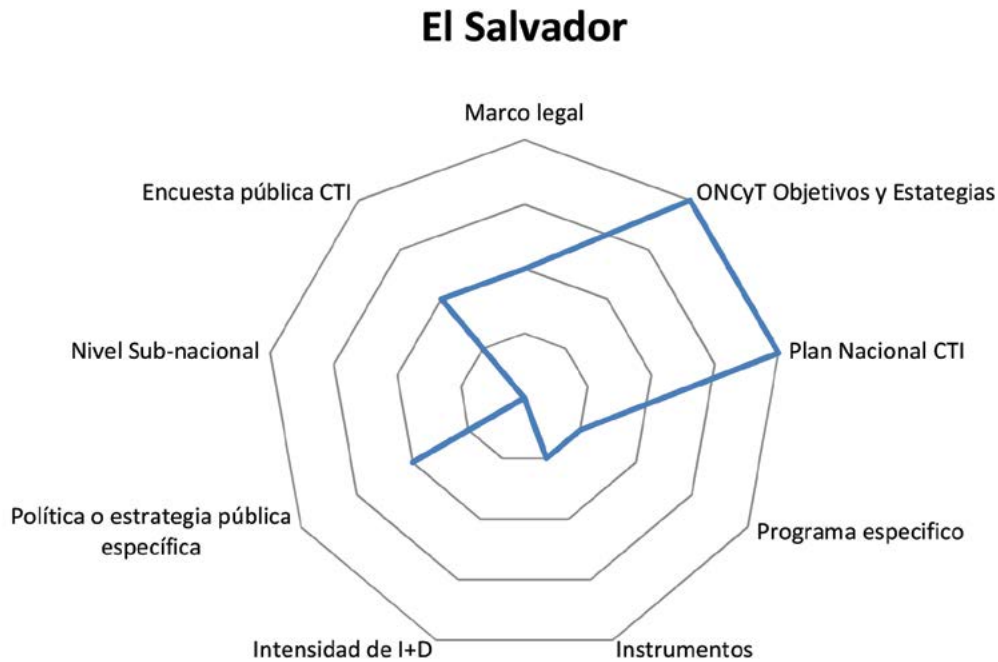 El Salvador
Marco legal
ONCyT Objetivos y Estategias
Encuesta pública CTI
Nivel Sub-nacional
Plan Nacional CTI
Política o estrategia pública
específica
Programa especifico
Intensidad de I+D
Instrumentos